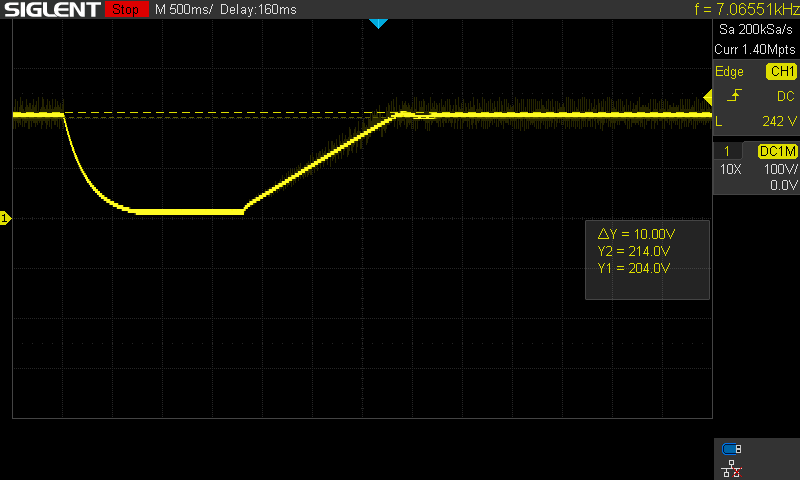 SIGLENT Stop M 500ms/ Delay:160ms f = 7.06551kHz
Sa 200kSa/s
Curr 1.40Mpts
Edge CH1
DC
L 242 V
1 DC1M
10X 100V/
0.0V
1
△Y = 10.00V
Y2 = 214.0V
Y1 = 204.0V